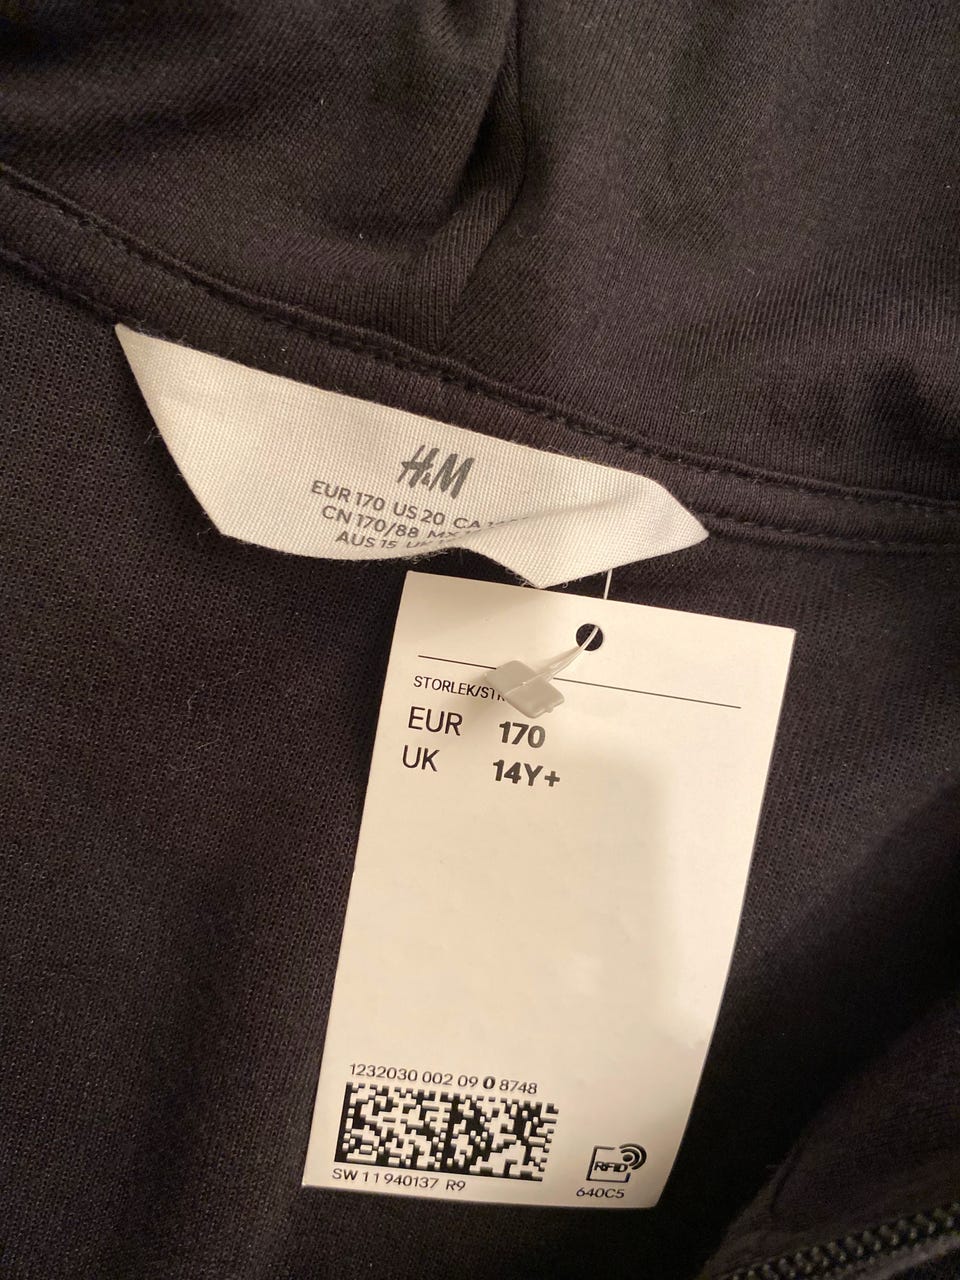 H&M
EUR 170 US 20 CA
CN 170/88
AUS 15
STORLEK/
EUR 170
UK 14Y+
1232030 002 09 0 8748
SW 11940137 R9
RFID
640C5